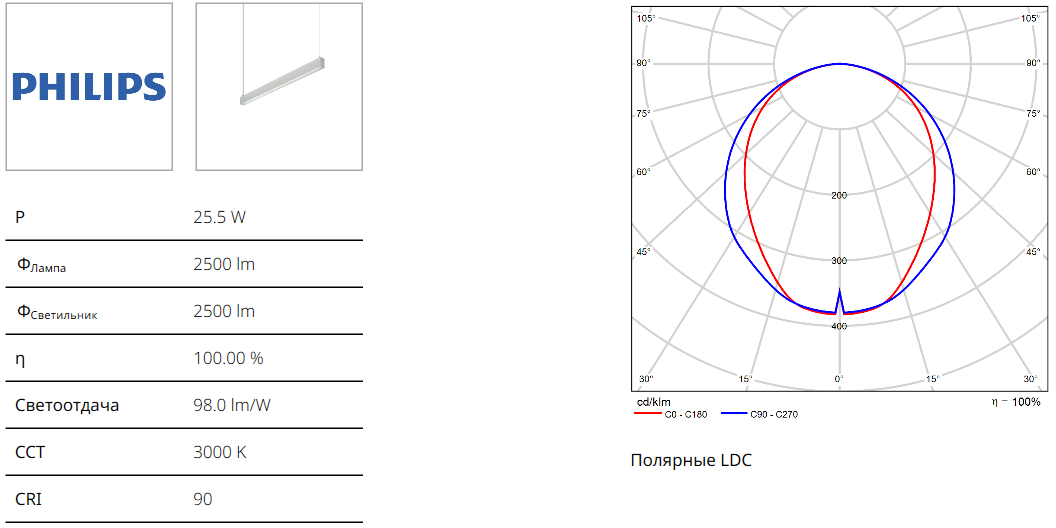 PHILIPS
P 25.5 W
ΦЛампа 2500 lm
ΦСветильник 2500 lm
η 100.00 %
Светоотдача 98.0 lm/W
CCT 3000 K
CRI 90
105° 105°
90° 90°
75° 75°
60° 60°
200
45° 45°
300
400
30° 15° 0° 15° 30°
cd/klm η = 100%
C0 - C180 C90 - C270
Полярные LDC